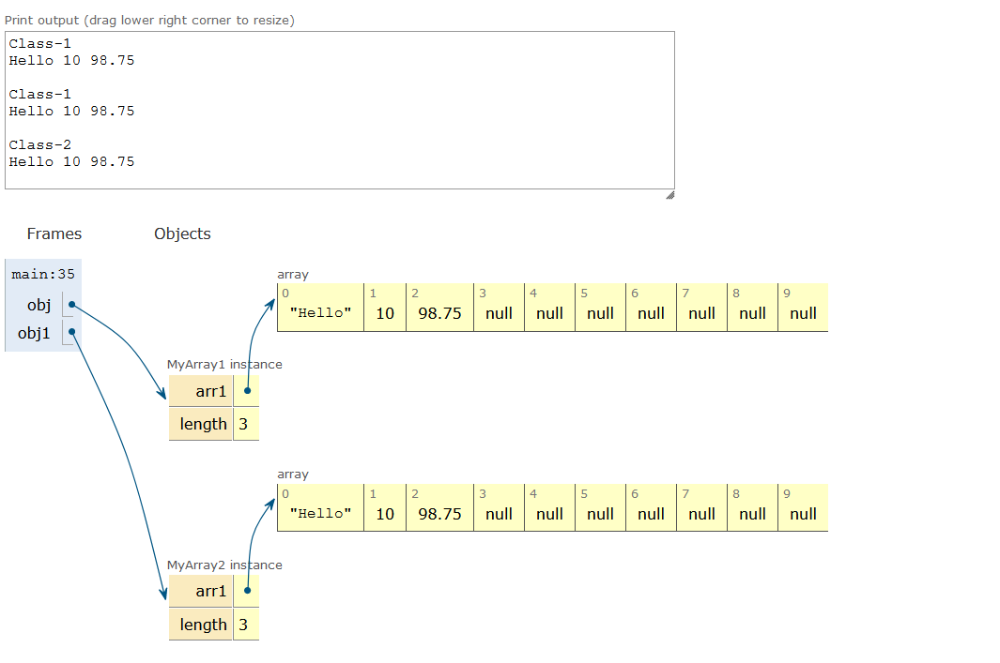 Print output (drag lower right corner to resize)
Class-1
Hello 10 98.75
Class-1
Hello 10 98.75
Class-2
Hello 10 98.75
Frames Objects
main:35
obj
obj1
array
0 1 2 3 4 5 6 7 8 9
"Hello" 10 98.75 null null null null null null null
MyArray1 instance
arr1
length 3
array
0 1 2 3 4 5 6 7 8 9
"Hello" 10 98.75 null null null null null null null
MyArray2 instance
arr1
length 3